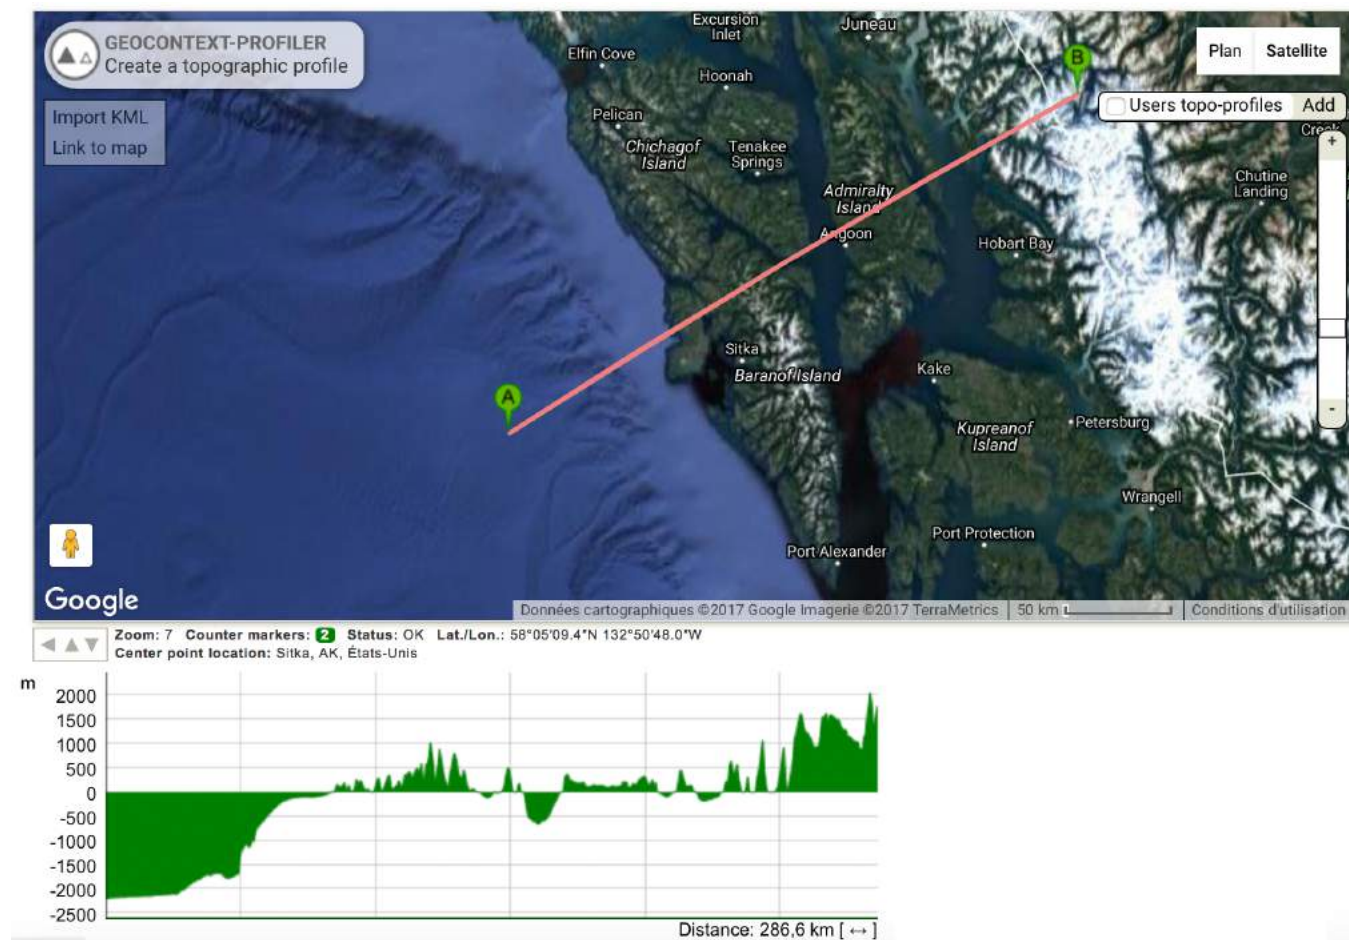 GEOCONTEXT-PROFILER
Create a topographic profile
Import KML
Link to map
Excursion
Inlet
Juneau
Elfin Cove
Hoonah
Pelican
Chichagof
Island
Tenakee
Springs
Admiralty
Island
Angoon
Hobart Bay
B
Plan Satellite
Users topo-profiles Add
Creek
+
Chutine
Landing
-
A
Sitka
Baranof Island
Kake
Kupreanof
Island
Petersburg
Wrangell
Port Protection
Port Alexander
Google
Données cartographiques ©2017 Google Imagerie ©2017 TerraMetrics 50 km Conditions d'utilisation
Zoom: 7 Counter markers: 2 Status: OK Lat./Lon.: 58°05'09.4"N 132°50'48.0"W
Center point location: Sitka, AK, États-Unis
m
2000
1500
1000
500
0
-500
-1000
-1500
-2000
-2500
Distance: 286,6 km [ ↔ ]